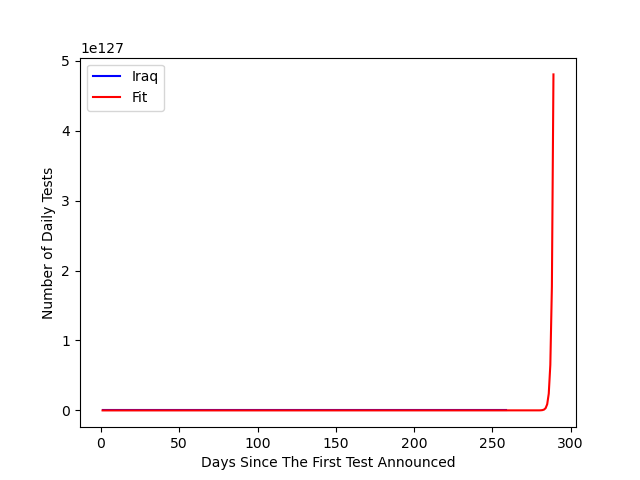 1e127
Iraq
Fit
5
4
3
2
1
0
Number of Daily Tests
0 50 100 150 200 250 300
Days Since The First Test Announced